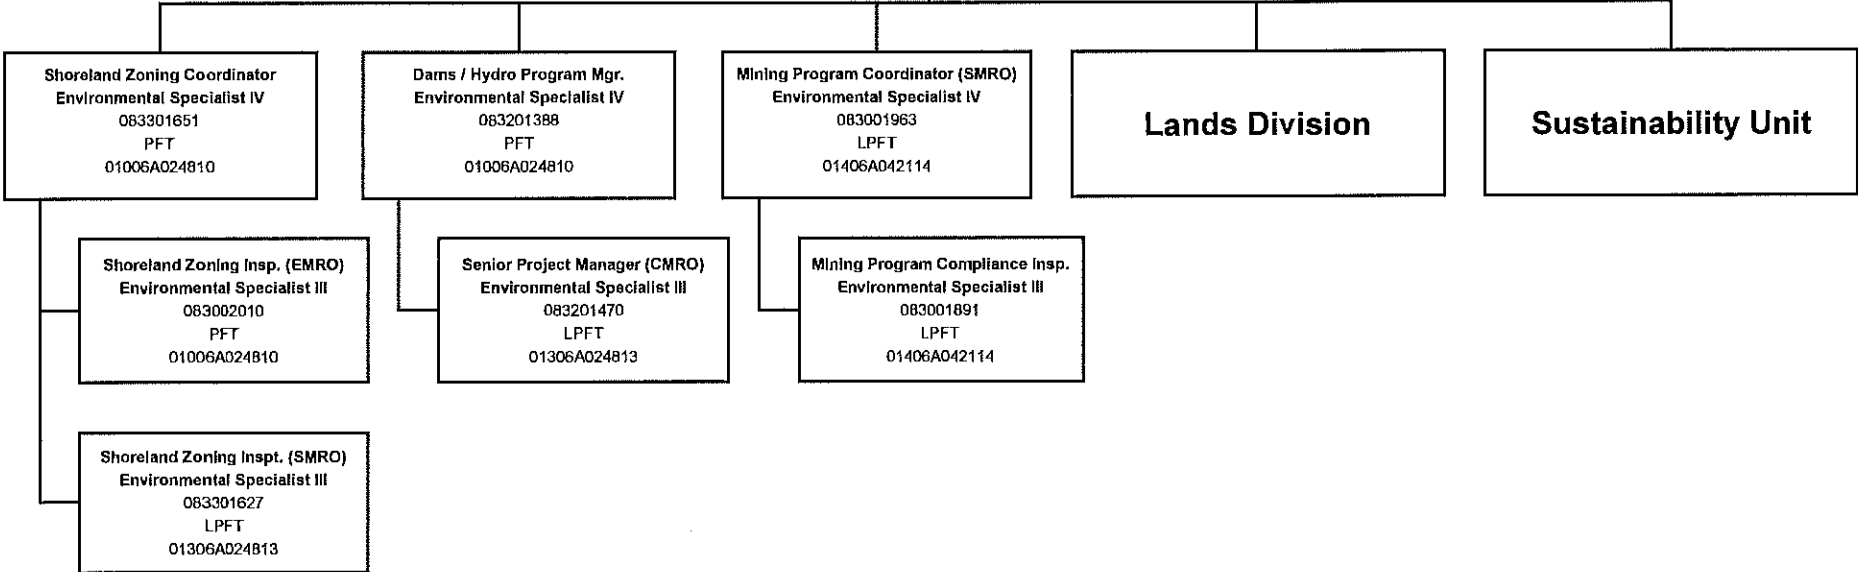 Shoreland Zoning Coordinator
Environmental Specialist IV
083301651
PFT
01006A024810
Dams / Hydro Program Mgr.
Environmental Specialist IV
083201388
PFT
01006A024810
Mining Program Coordinator (SMRO)
Environmental Specialist IV
083001963
LPFT
01406A042114
Lands Division
Sustainability Unit
Shoreland Zoning Insp. (EMRO)
Environmental Specialist III
083002010
PFT
01006A024810
Senior Project Manager (CMRO)
Environmental Specialist III
083201470
LPFT
01306A024813
Mining Program Compliance Insp.
Environmental Specialist III
083001891
LPFT
01406A042114
Shoreland Zoning Inspt. (SMRO)
Environmental Specialist III
083301627
LPFT
01306A024813